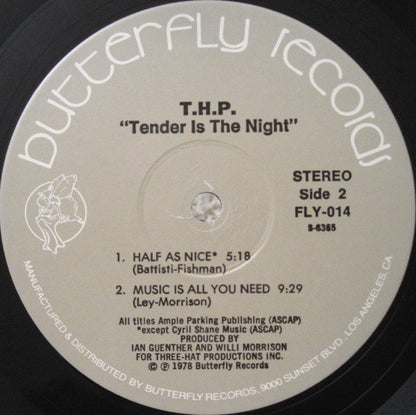 butterfly records
T.H.P.
"Tender Is The Night"
STEREO
Side 2
FLY-014
S-6365
1. HALF AS NICE* 5:18
(Battisti-Fishman)
2. MUSIC IS ALL YOU NEED 9:29
(Ley-Morrison)
All titles Ample Parking Publishing (ASCAP)
*except Cyril Shane Music (ASCAP)
PRODUCED BY
IAN GUENTHER AND WILLI MORRISON
FOR THREE-HAT PRODUCTIONS INC.
© ℗ 1978 Butterfly Records
MANUFACTURED & DISTRIBUTED BY BUTTERFLY RECORDS, 9000 SUNSET BLVD. LOS ANGELES, CA